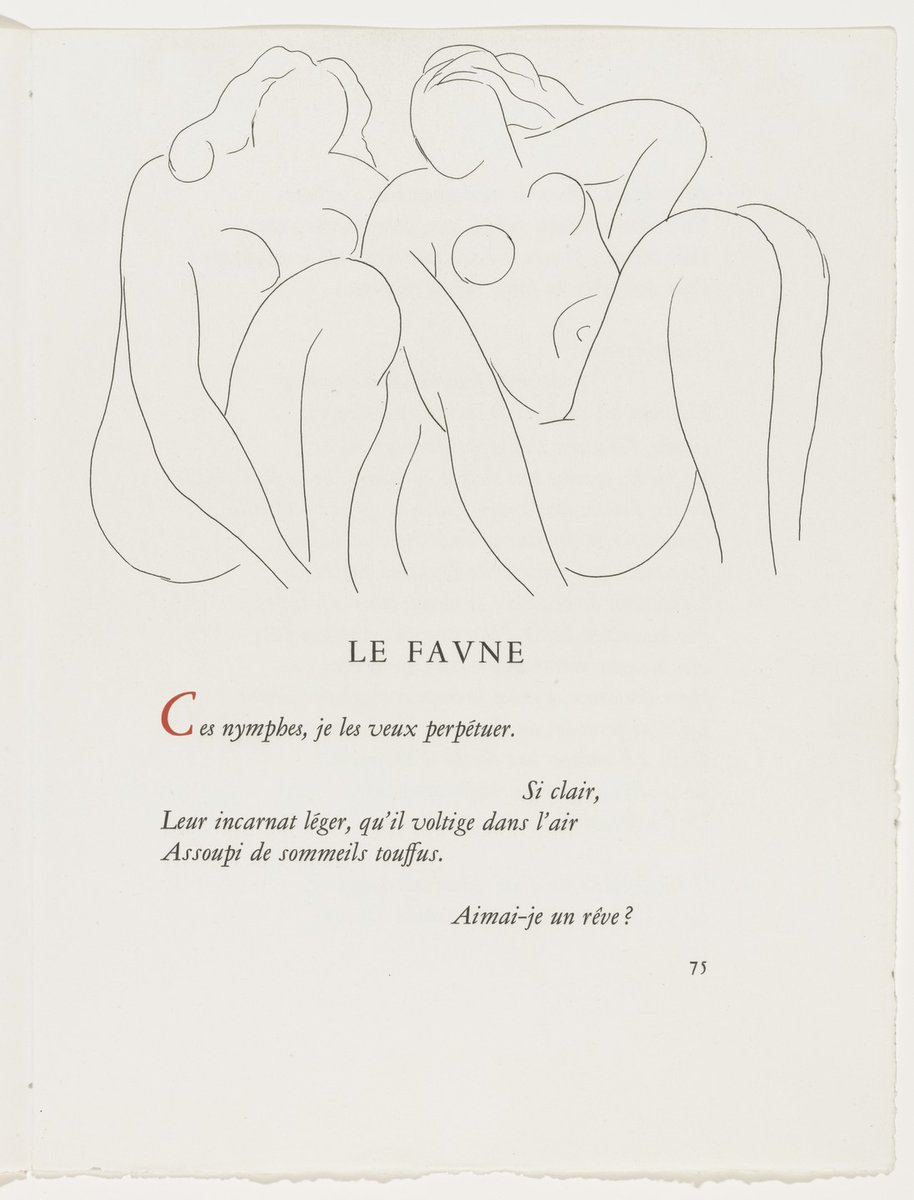 LE FAVNE
Ces nymphes, je les veux perpétuer.
Si clair,
Leur incarnat léger, qu'il voltige dans l'air
Assoupi de sommeils touffus.
Aimai-je un rêve ?
75